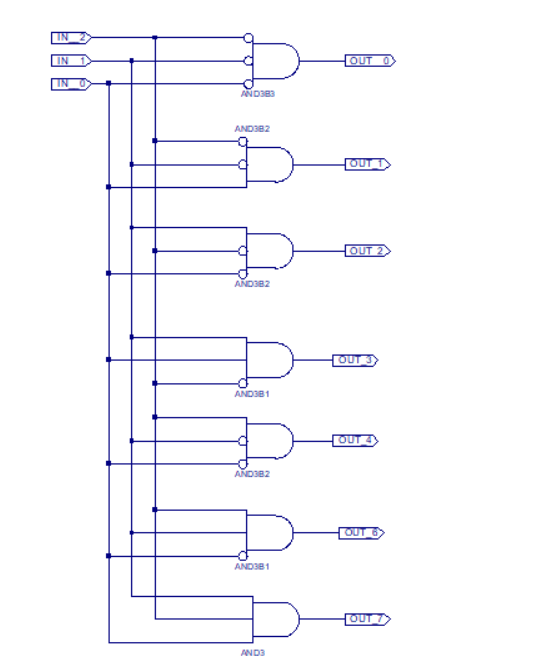 IN_2
IN_1
IN_0
OUT_0
AND3B3
AND3B2
OUT_1
OUT_2
AND3B2
OUT_3
AND3B1
OUT_4
AND3B2
OUT_6
AND3B1
OUT_7
AND3